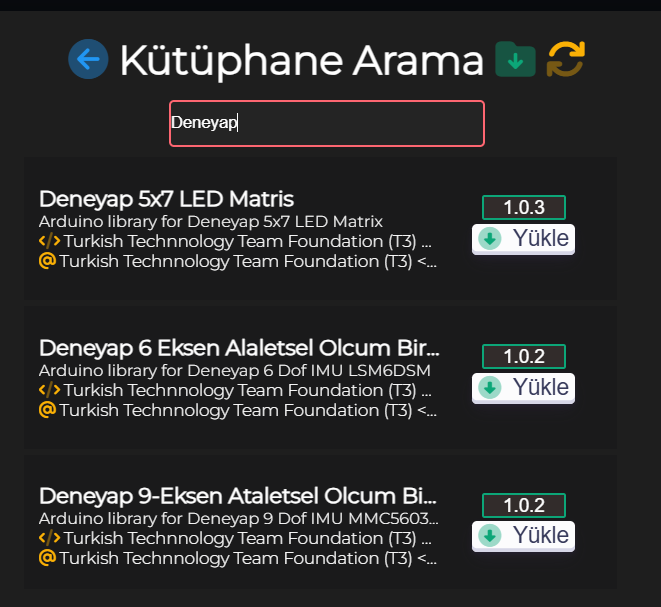 Kütüphane Arama
Deneyap
Deneyap 5x7 LED Matris
1.0.3
Arduino library for Deneyap 5x7 LED Matrix
Yükle
</> Turkish Technnology Team Foundation (T3) ...
@ Turkish Technnology Team Foundation (T3) <...
Deneyap 6 Eksen Alaletsel Olcum Bir...
1.0.2
Arduino library for Deneyap 6 Dof IMU LSM6DSM
Yükle
</> Turkish Technnology Team Foundation (T3) ...
@ Turkish Technnology Team Foundation (T3) <...
Deneyap 9-Eksen Ataletsel Olcum Bi...
1.0.2
Arduino library for Deneyap 9 Dof IMU MMC5603...
Yükle
</> Turkish Technnology Team Foundation (T3) ...
@ Turkish Technnology Team Foundation (T3) <...